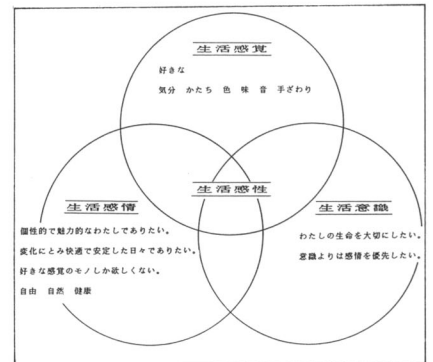 生活感覚
好きな
気分 かたち 色 味 音 手ざわり
生活感性
生活感情
個性的で魅力的なわたしでありたい。
変化にとみ快適で安定した日々でありたい。
好きな感覚のモノしか欲しくない。
自由 自然 健康
生活意識
わたしの生命を大切にしたい。
意識よりは感情を優先したい。